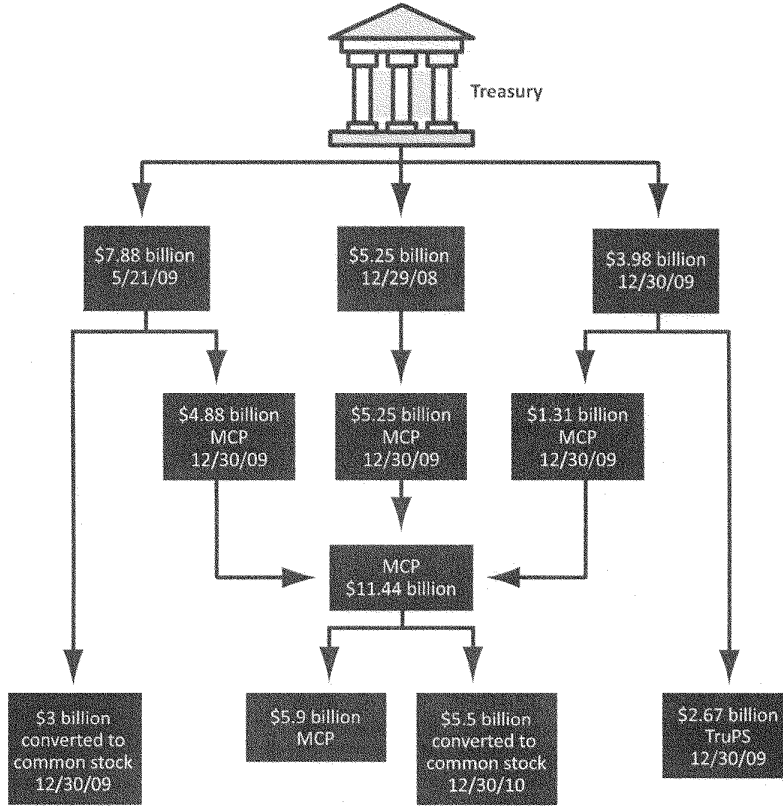 Treasury
$7.88 billion
5/21/09
$5.25 billion
12/29/08
$3.98 billion
12/30/09
$4.88 billion
MCP
12/30/09
$5.25 billion
MCP
12/30/09
$1.31 billion
MCP
12/30/09
MCP
$11.44 billion
$3 billion
converted to
common stock
12/30/09
$5.9 billion
MCP
$5.5 billion
converted to
common stock
12/30/10
$2.67 billion
TruPS
12/30/09